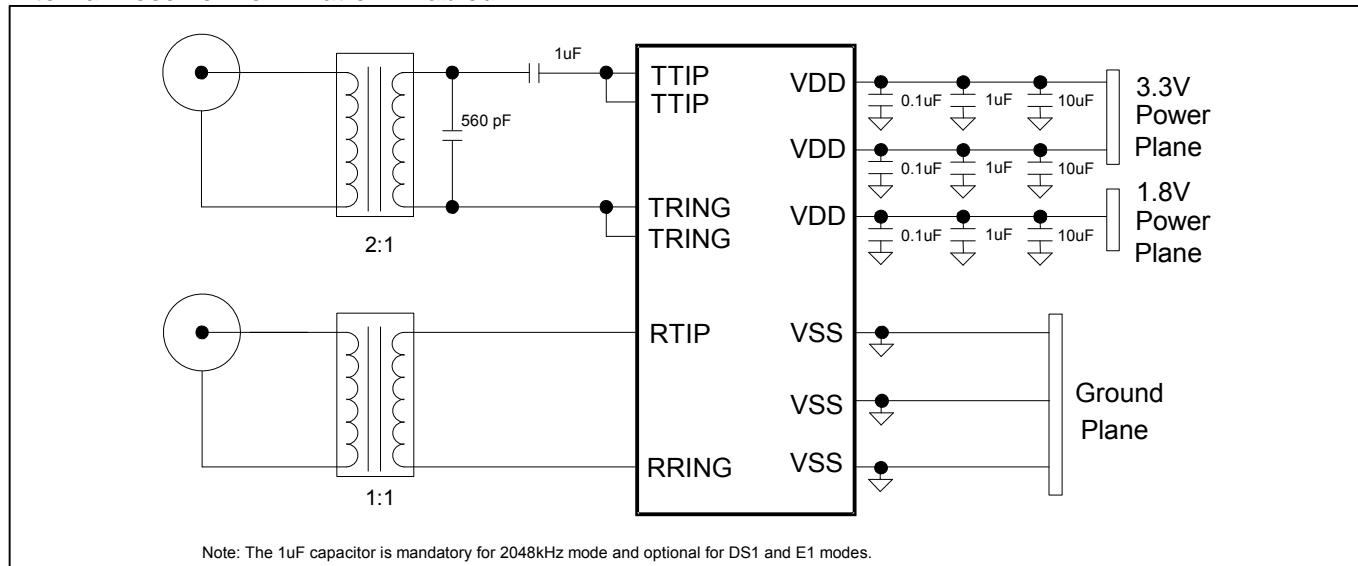 1uF
TTIP
TTIP
560 pF
TRING
TRING
2:1
RTIP
RRING
1:1
VDD
0.1uF
1uF
10uF
VDD
0.1uF
1uF
10uF
3.3V
Power
Plane
VDD
0.1uF
1uF
10uF
1.8V
Power
Plane
VSS
VSS
VSS
Ground
Plane
Note: The 1uF capacitor is mandatory for 2048kHz mode and optional for DS1 and E1 modes.